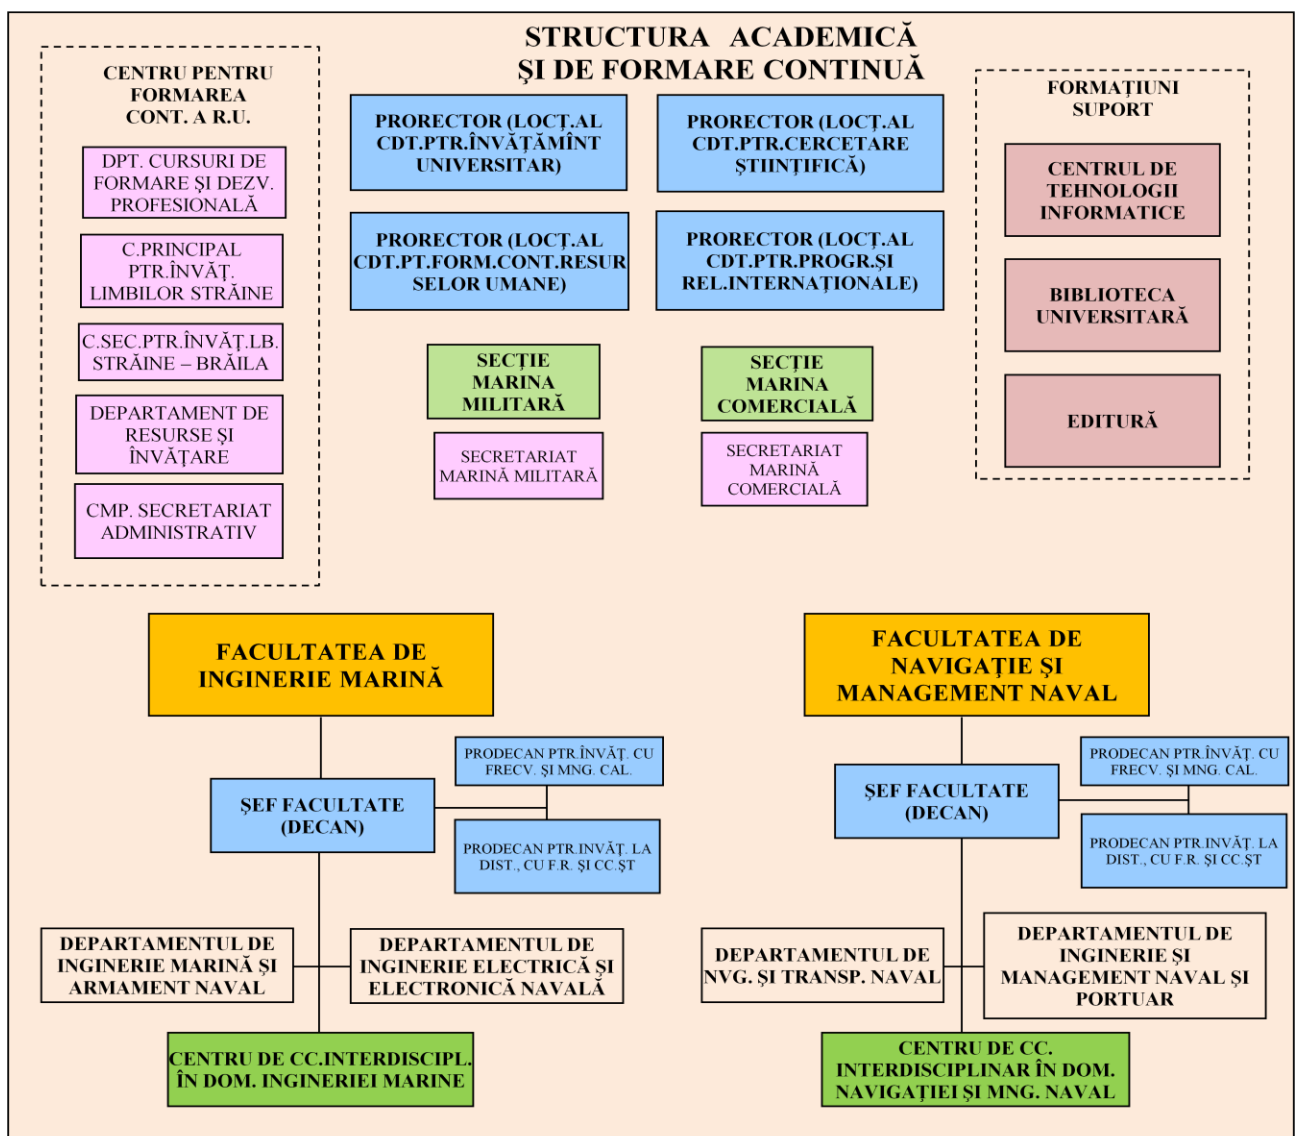 STRUCTURA ACADEMICĂ
ŞI DE FORMARE CONTINUĂ
CENTRU PENTRU
FORMAREA
CONT. A R.U.
DPT. CURSURI DE
FORMARE ŞI DEZV.
PROFESIONALĂ
C.PRINCIPAL
PTR.ÎNVĂŢ.
LIMBILOR STRĂINE
C.SEC.PTR.ÎNVĂŢ.LB.
STRĂINE – BRĂILA
DEPARTAMENT DE
RESURSE ŞI
ÎNVĂŢARE
CMP. SECRETARIAT
ADMINISTRATIV
PRORECTOR (LOCŢ.AL
CDT.PTR.ÎNVĂŢĂMÎNT
UNIVERSITAR)
PRORECTOR (LOCŢ.AL
CDT.PTR.CERCETARE
ŞTIINŢIFICĂ)
PRORECTOR (LOCŢ.AL
CDT.PT.FORM.CONT.RESUR
SELOR UMANE)
PRORECTOR (LOCŢ.AL
CDT.PTR.PROGR.ŞI
REL.INTERNAŢIONALE)
SECŢIE
MARINA
MILITARĂ
SECŢIE
MARINA
COMERCIALĂ
SECRETARIAT
MARINĂ MILITARĂ
SECRETARIAT
MARINĂ
COMERCIALĂ
FORMAŢIUNI
SUPORT
CENTRUL DE
TEHNOLOGII
INFORMATICE
BIBLIOTECA
UNIVERSITARĂ
EDITURĂ
FACULTATEA DE
INGINERIE MARINĂ
PRODECAN PTR.ÎNVĂŢ. CU
FRECV. ŞI MNG. CAL.
ŞEF FACULTATE
(DECAN)
PRODECAN PTR.INVĂŢ. LA
DIST., CU F.R. ŞI CC.ŞT
DEPARTAMENTUL DE
INGINERIE MARINĂ ŞI
ARMAMENT NAVAL
DEPARTAMENTUL DE
INGINERIE ELECTRICĂ ŞI
ELECTRONICĂ NAVALĂ
CENTRU DE CC.INTERDISCIPL.
ÎN DOM. INGINERIEI MARINE
FACULTATEA DE
NAVIGAŢIE ŞI
MANAGEMENT NAVAL
PRODECAN PTR.ÎNVĂŢ. CU
FRECV. ŞI MNG. CAL.
ŞEF FACULTATE
(DECAN)
PRODECAN PTR.INVĂŢ. LA
DIST., CU F.R. ŞI CC.ŞT
DEPARTAMENTUL DE
NVG. ŞI TRANSP. NAVAL
DEPARTAMENTUL DE
INGINERIE ŞI
MANAGEMENT NAVAL ŞI
PORTUAR
CENTRU DE CC.
INTERDISCIPLINAR ÎN DOM.
NAVIGAŢIEI ŞI MNG. NAVAL